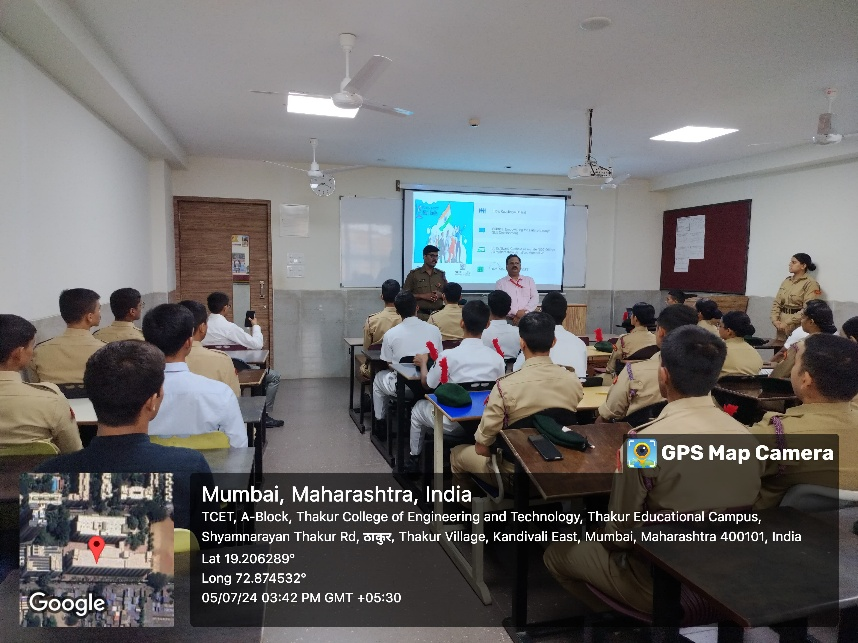 GPS Map Camera
Mumbai, Maharashtra, India
TCET, A-Block, Thakur College of Engineering and Technology, Thakur Educational Campus,
Shyamnarayan Thakur Rd, ठाकुर, Thakur Village, Kandivali East, Mumbai, Maharashtra 400101, India
Lat 19.206289°
Long 72.874532°
05/07/24 03:42 PM GMT +05:30
Google